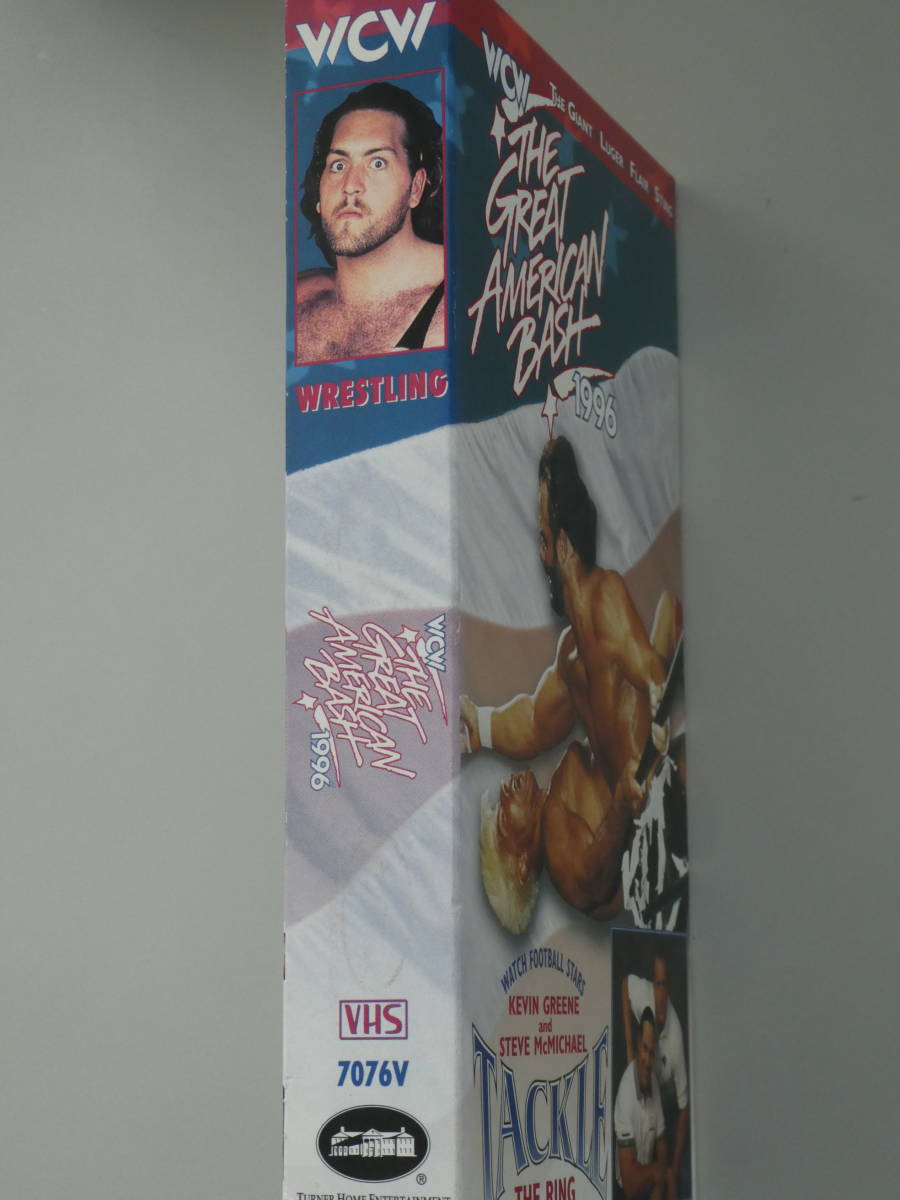 WCW
WRESTLING
WCW
THE
GREAT
AMERICAN
BASH
1996
VHS
7076V
®
TURNER HOME ENTERTAINMENT
THE GIANT LUGER FLAIR STING
WCW
THE
GREAT
AMERICAN
BASH
1996
WATCH FOOTBALL STARS
KEVIN GREENE
and
STEVE McMICHAEL
TACKLE
THE RING